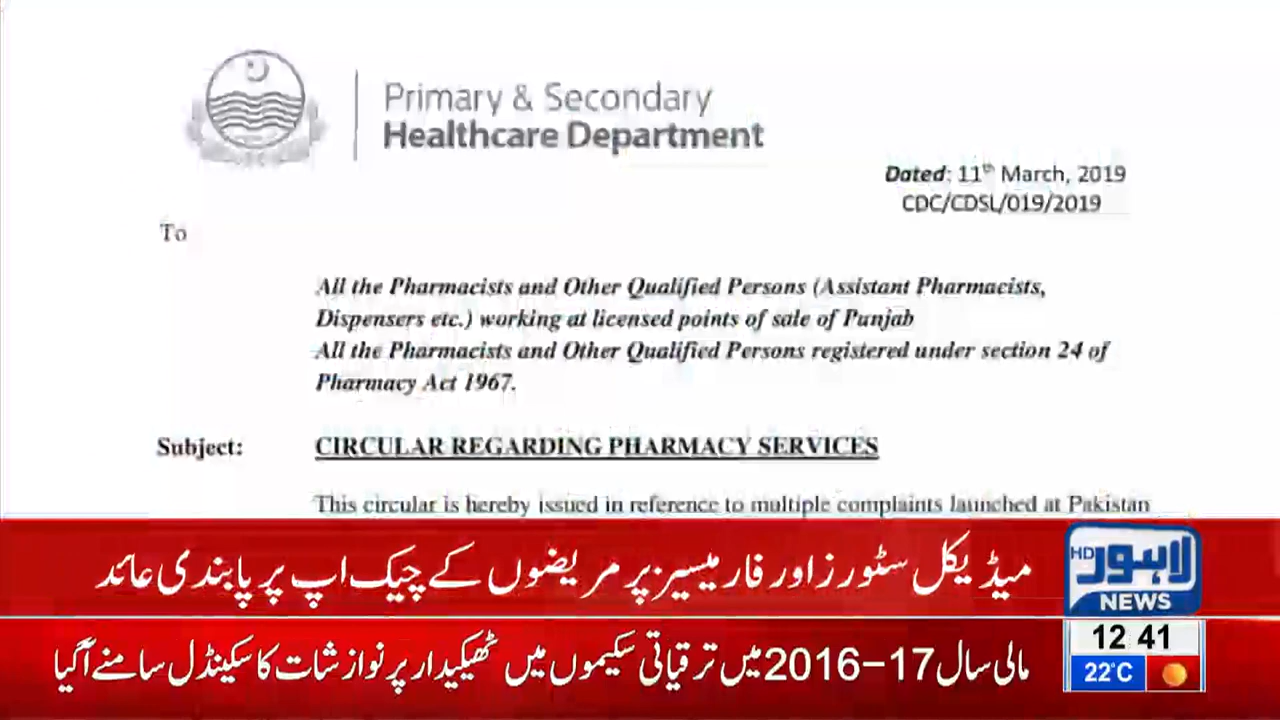 Primary & Secondary
Healthcare Department
Dated: 11th March, 2019
CDC/CDSL/019/2019
To
All the Pharmacists and Other Qualified Persons (Assistant Pharmacists,
Dispensers etc.) working at licensed points of sale of Punjab
All the Pharmacists and Other Qualified Persons registered under section 24 of
Pharmacy Act 1967.
Subject: CIRCULAR REGARDING PHARMACY SERVICES
This circular is hereby issued in reference to multiple complaints launched at Pakistan
میڈیکل سٹورز اور فارمیسیز پر مریضوں کے چیک اپ پر پابندی عائد
HD لاہور
NEWS
12 41
22°C
مالی سال 17-2016 میں ترقیاتی سکیموں میں ٹھیکیدار پر نوازشات کا سکینڈل سامنے آگیا